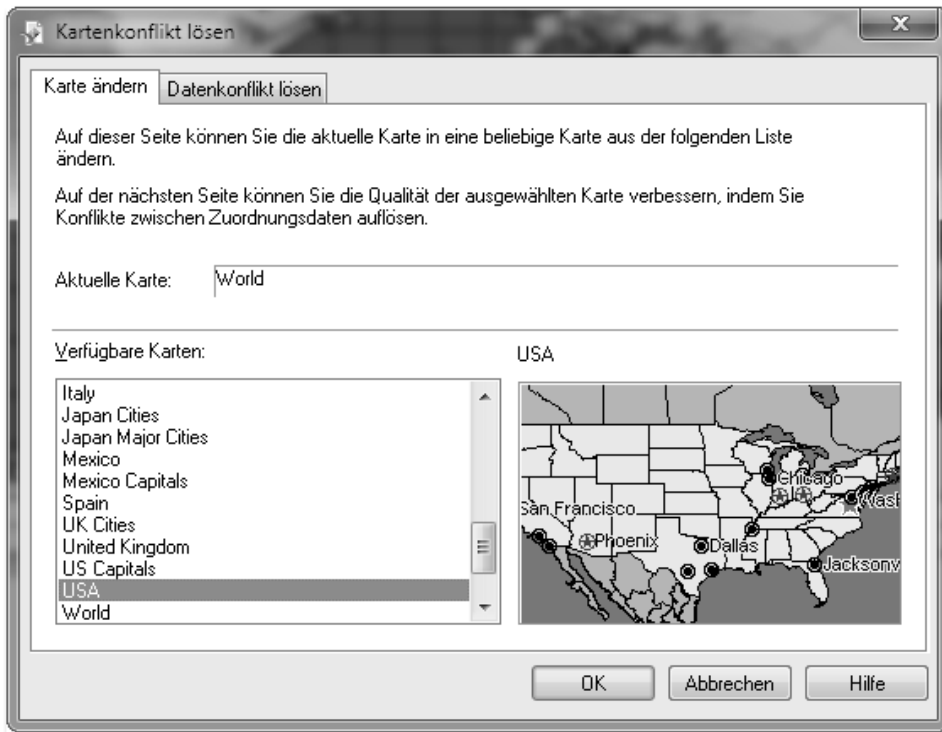 Kartenkonflikt lösen
Karte ändern
Datenkonflikt lösen
Auf dieser Seite können Sie die aktuelle Karte in eine beliebige Karte aus der folgenden Liste
ändern.
Auf der nächsten Seite können Sie die Qualität der ausgewählten Karte verbessern, indem Sie
Konflikte zwischen Zuordnungsdaten auflösen.
Aktuelle Karte:
World
Verfügbare Karten:
Italy
Japan Cities
Japan Major Cities
Mexico
Mexico Capitals
Spain
UK Cities
United Kingdom
US Capitals
USA
World
USA
Chicago
Wash
San Francisco
Phoenix
Dallas
Jacksonv
OK
Abbrechen
Hilfe